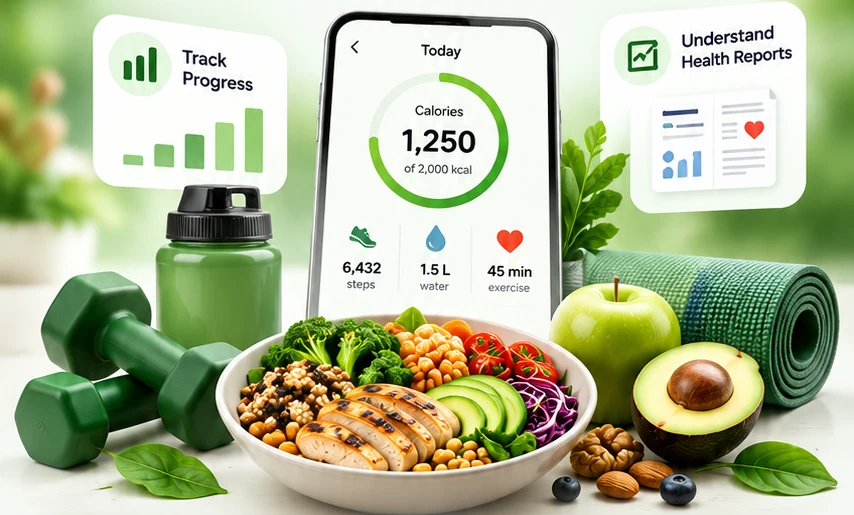 Track
Progress
Today
Calories
1,250
of 2,000 kcal
6,432
steps
1.5 L
water
45 min
exercise
Understand
Health Reports